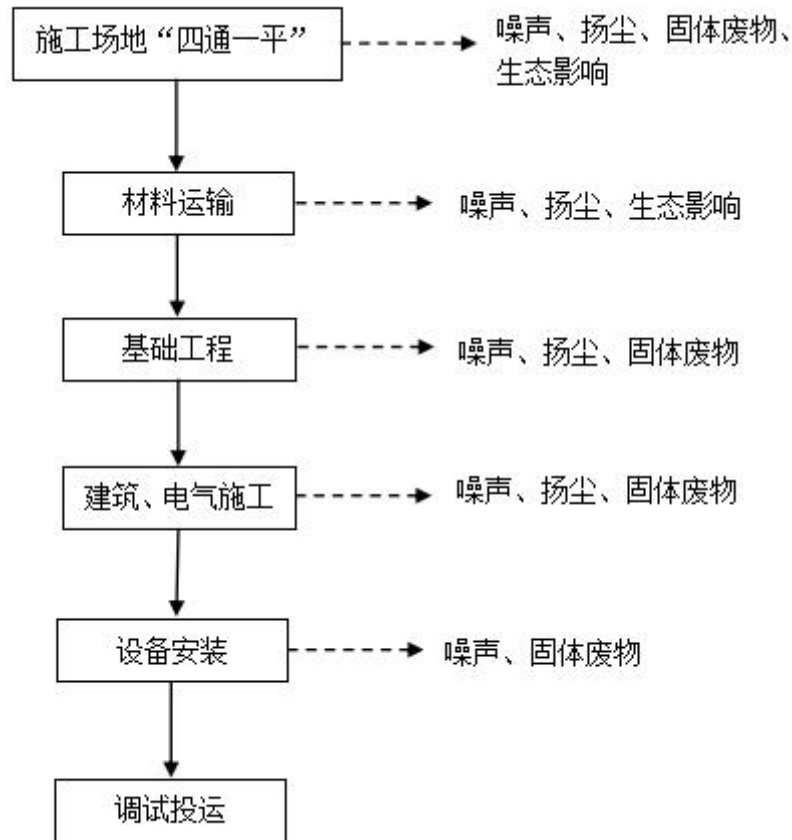 施工场地“四通一平”
噪声、扬尘、固体废物、
生态影响
材料运输
噪声、扬尘、生态影响
基础工程
噪声、扬尘、固体废物
建筑、电气施工
噪声、扬尘、固体废物
设备安装
噪声、固体废物
调试投运